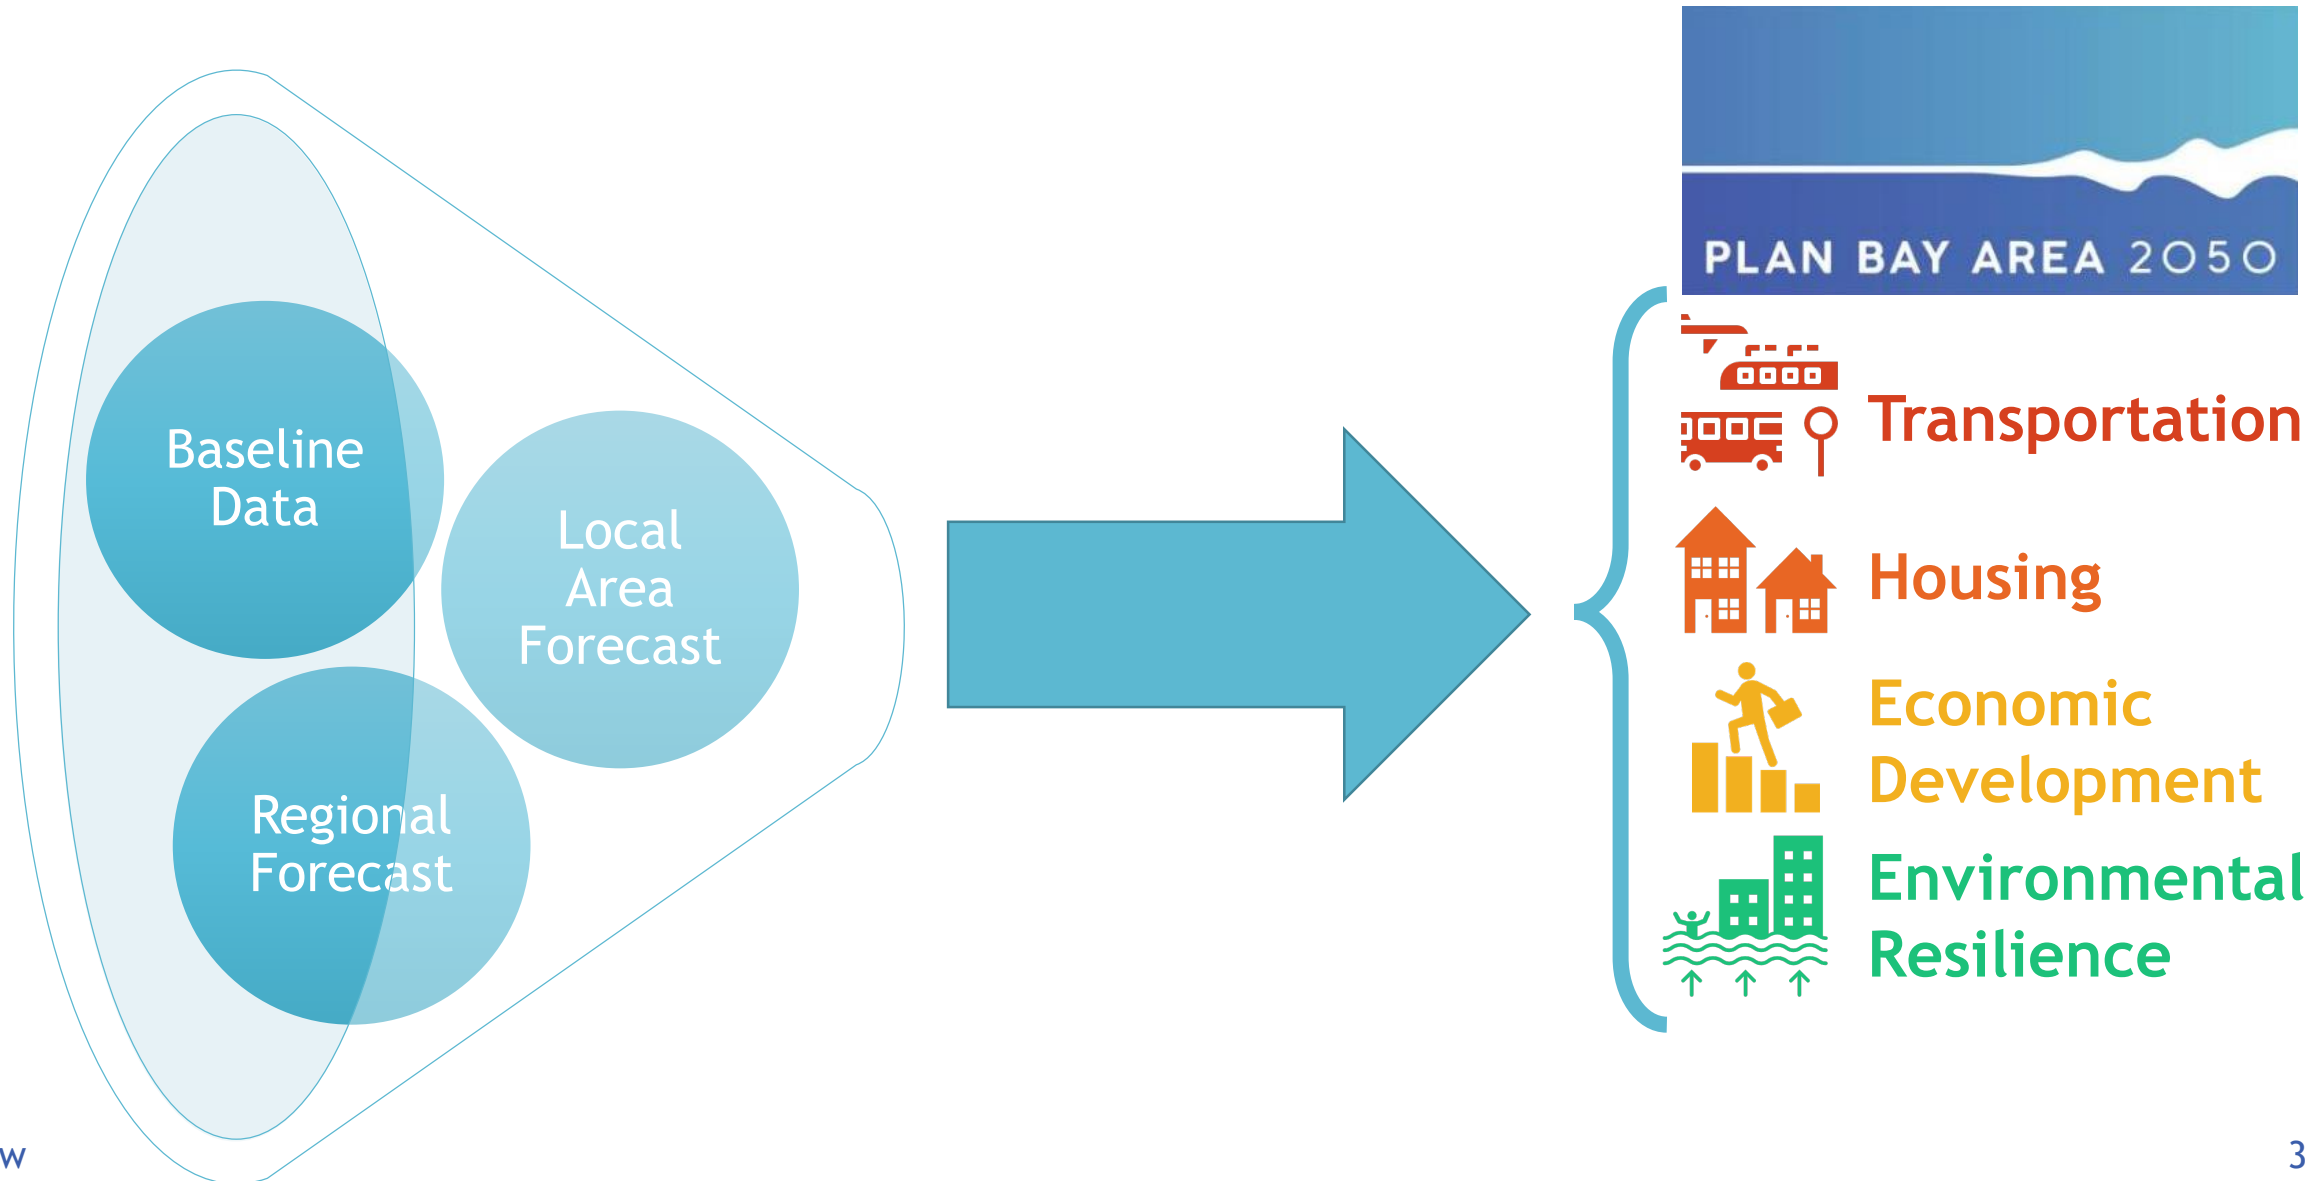 Baseline
Data
Local
Area
Forecast
Regional
Forecast
PLAN BAY AREA 2050
Transportation
Housing
Economic
Development
Environmental
Resilience
w
3